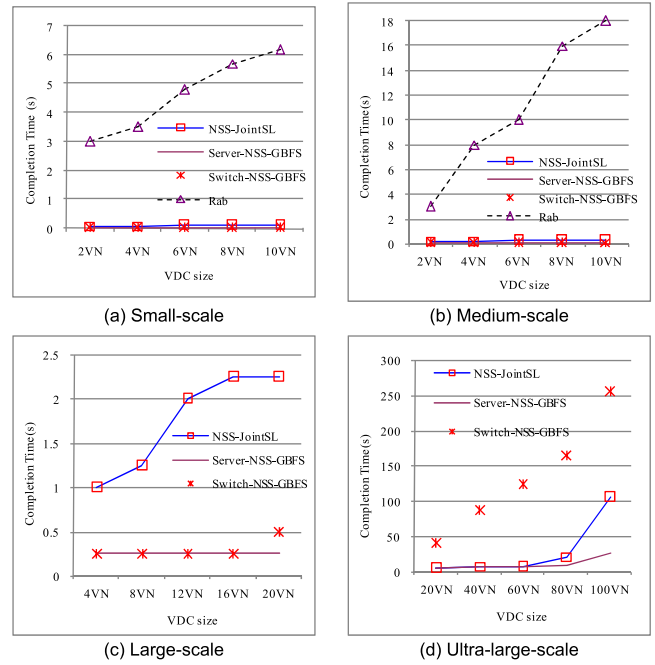 7
6
5
4
3
2
1
0
Completion Time (s)
NSS-JointSL
Server-NSS-GBFS
Switch-NSS-GBFS
Rab
2VN 4VN 6VN 8VN 10VN
VDC size
(a) Small-scale
18
16
14
12
10
8
6
4
2
0
Completion Time(s)
NSS-JointSL
Server-NSS-GBFS
Switch-NSS-GBFS
Rab
2VN 4VN 6VN 8VN 10VN
VDC size
(b) Medium-scale
2.5
2
1.5
1
0.5
0
Completion Time(s)
NSS-JointSL
Server-NSS-GBFS
Switch-NSS-GBFS
4VN 8VN 12VN 16VN 20VN
VDC size
(c) Large-scale
300
250
200
150
100
50
0
Completion Time(s)
NSS-JointSL
Server-NSS-GBFS
Switch-NSS-GBFS
20VN 40VN 60VN 80VN 100VN
VDC size
(d) Ultra-large-scale